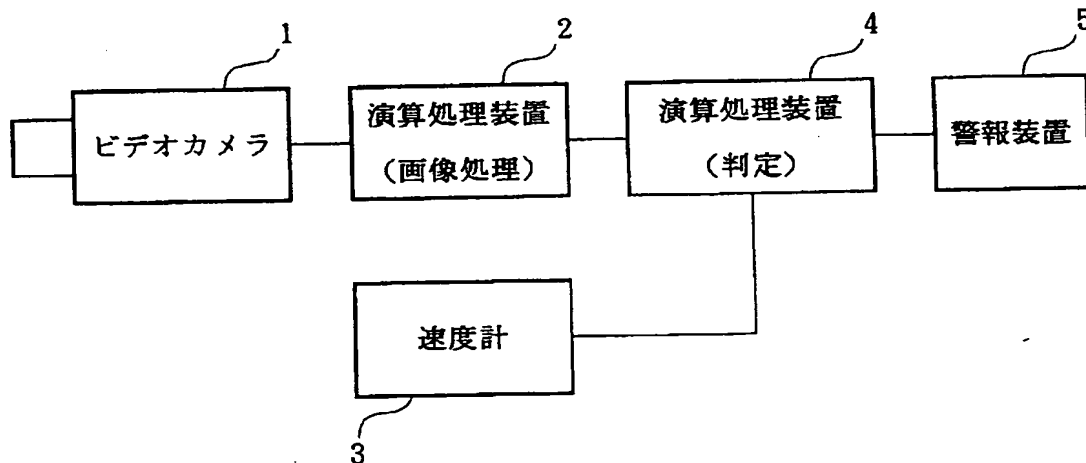 1
2
4
5
ビデオカメラ
演算処理装置
（画像処理）
演算処理装置
（判定）
警報装置
速度計
3